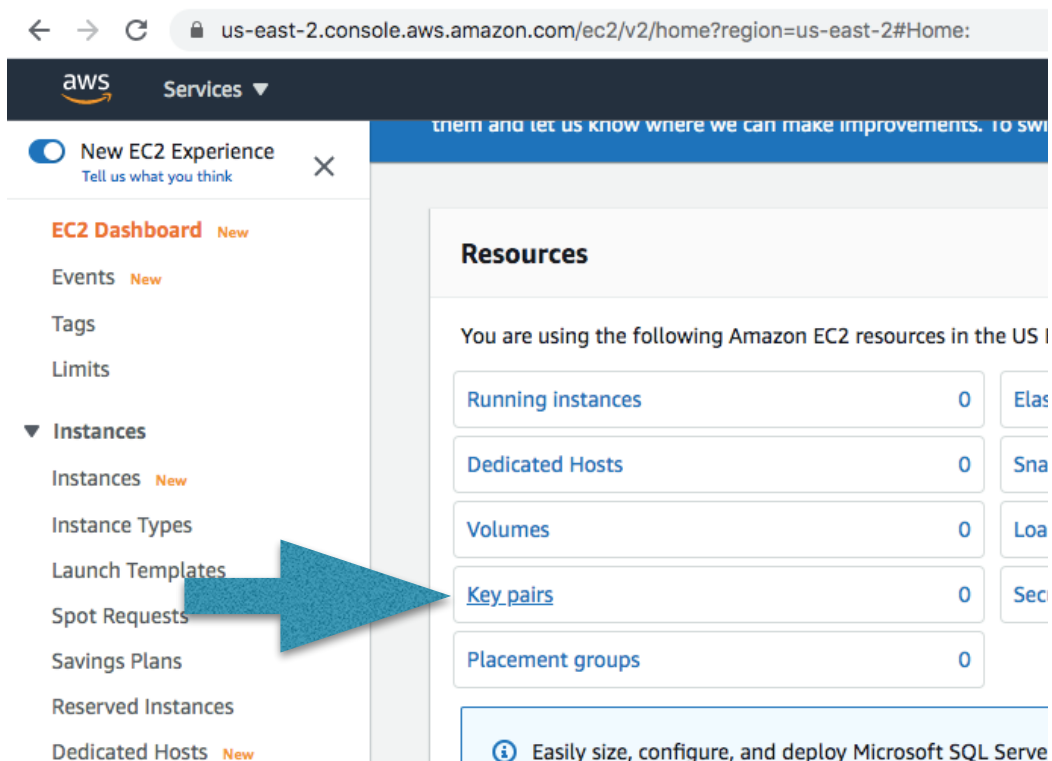 us-east-2.console.aws.amazon.com/ec2/v2/home?region=us-east-2#Home:
aws Services ▼
them and let us know where we can make improvements. To
New EC2 Experience
Tell us what you think
EC2 Dashboard New
Events New
Tags
Limits
Instances
Instances New
Instance Types
Launch Templates
Spot Requests
Savings Plans
Reserved Instances
Dedicated Hosts New
Resources
You are using the following Amazon EC2 resources in the US
Running instances 0
Dedicated Hosts 0
Volumes 0
Key pairs 0
Placement groups 0
Easily size, configure, and deploy Microsoft SQL